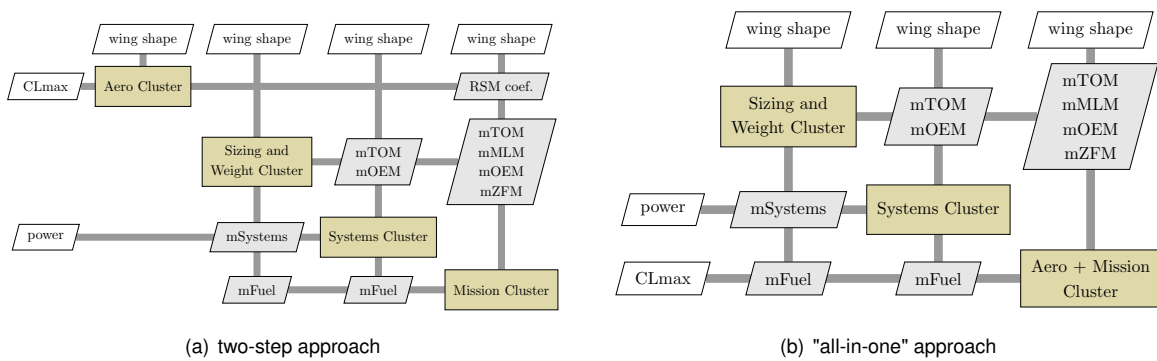 wing shape
wing shape
wing shape
wing shape
CLmax
Aero Cluster
RSM coef.
Sizing and
Weight Cluster
mTOM
mOEM
mTOM
mMLM
mOEM
mZFM
power
mSystems
Systems Cluster
mFuel
mFuel
Mission Cluster
(a) two-step approach
wing shape
wing shape
wing shape
Sizing and
Weight Cluster
mTOM
mOEM
mTOM
mMLM
mOEM
mZFM
power
mSystems
Systems Cluster
CLmax
mFuel
mFuel
Aero + Mission
Cluster
(b) "all-in-one" approach